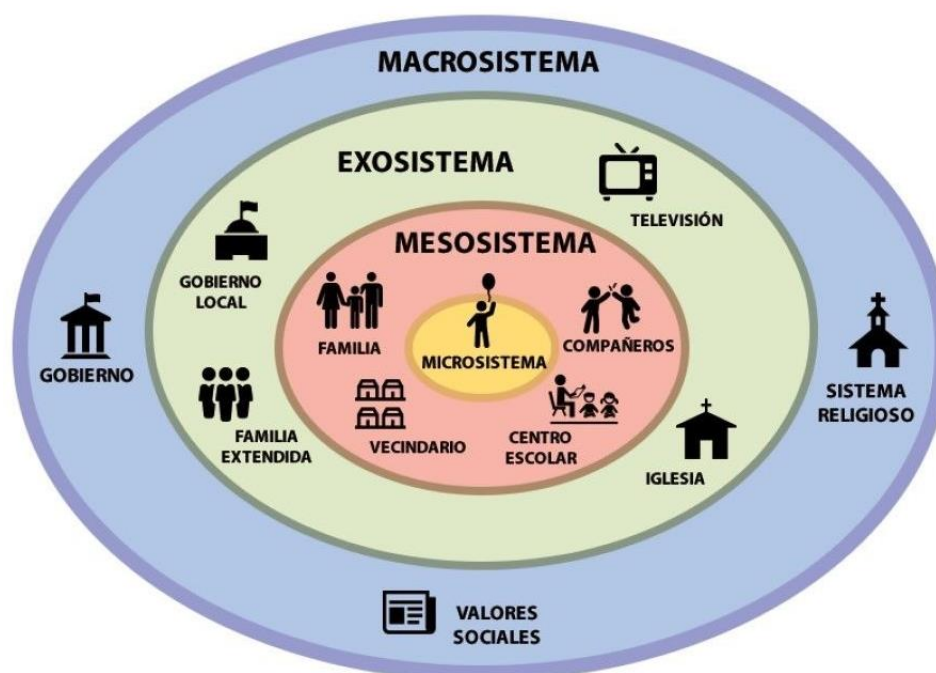 MACROSISTEMA
EXOSISTEMA
TELEVISIÓN
MESOSISTEMA
GOBIERNO
LOCAL
FAMILIA
MICROSISTEMA
COMPAÑEROS
GOBIERNO
SISTEMA
RELIGIOSO
FAMILIA
EXTENDIDA
VECINDARIO
CENTRO
ESCOLAR
IGLESIA
VALORES
SOCIALES